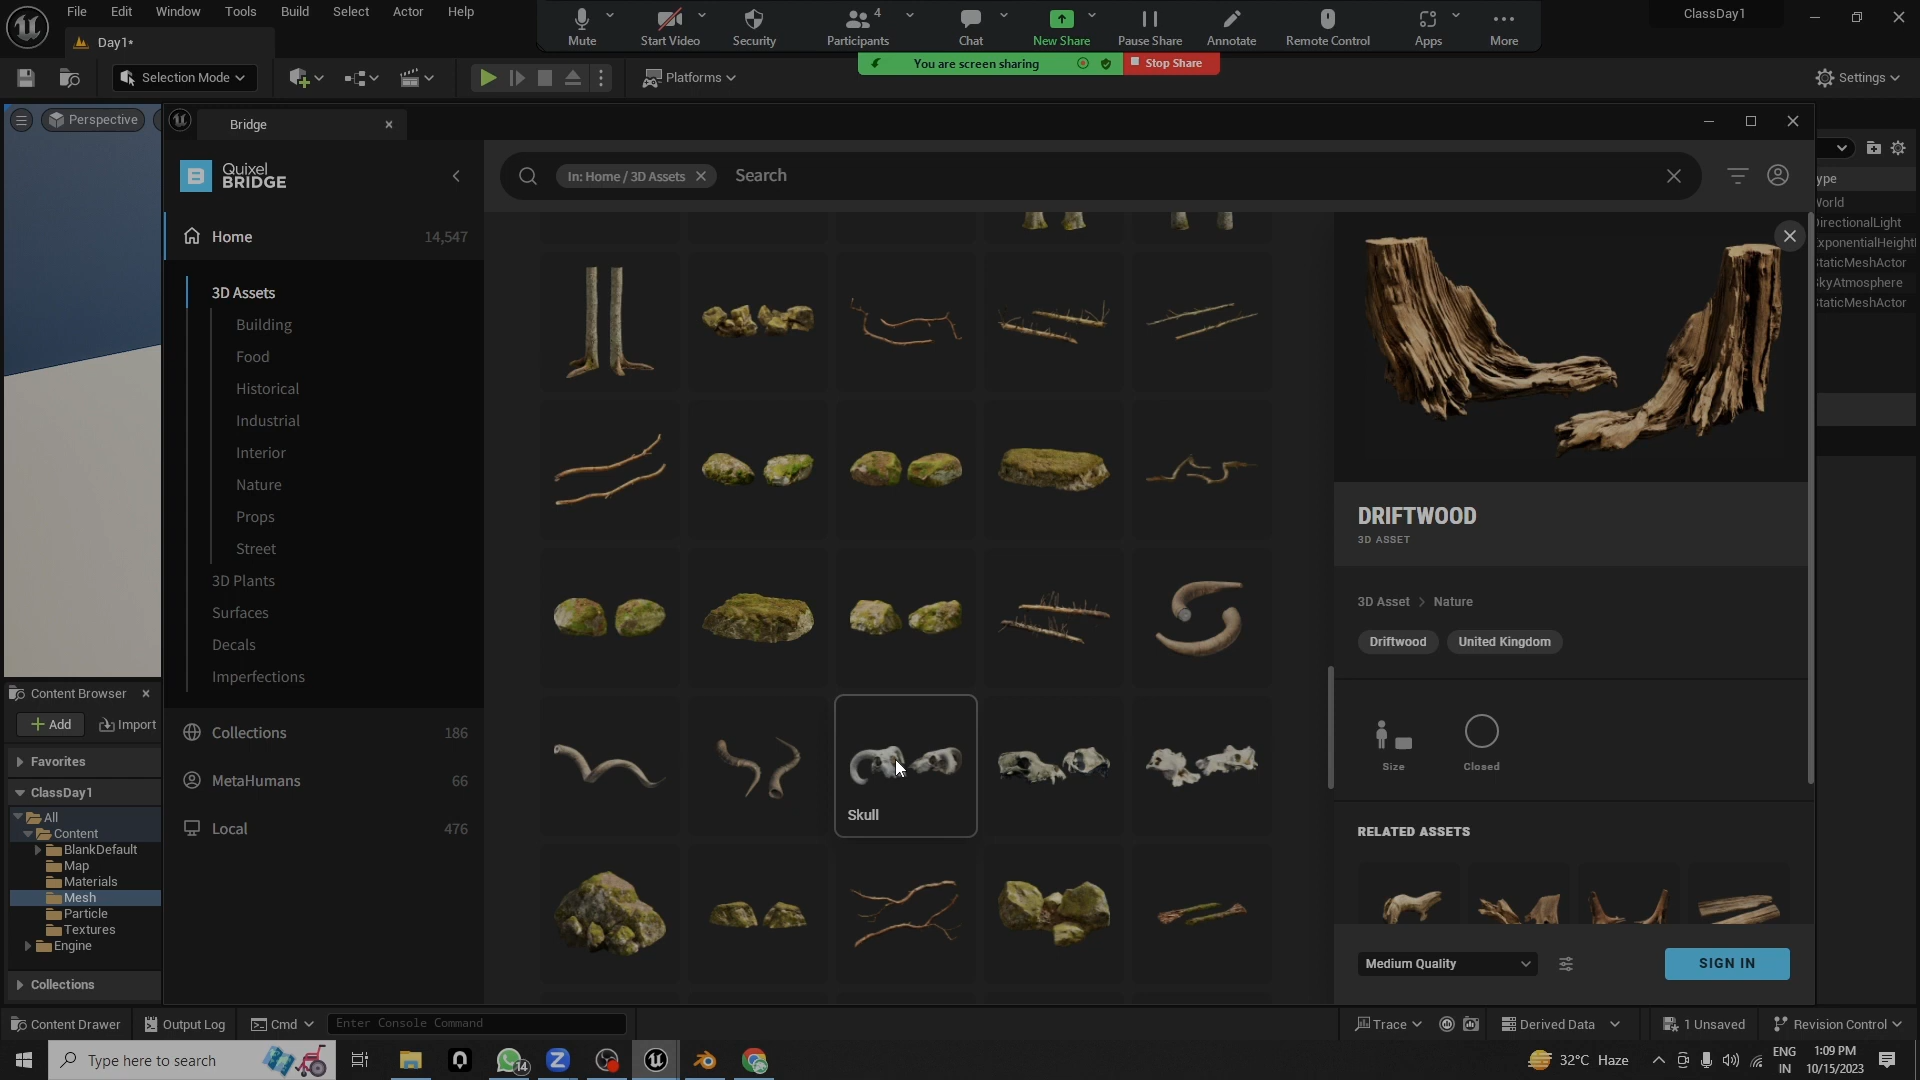 File Edit Window Tools Build Select Actor Help
Mute Start Video Security Participants 4 Chat New Share Pause Share Annotate Remote Control Apps More
ClassDay1
Day1*
You are screen sharing Stop Share
Selection Mode Platforms Settings
Perspective
Bridge
Quixel
BRIDGE
In: Home / 3D Assets Search
Home 14,547
3D Assets
Building
Food
Historical
Industrial
Interior
Nature
Props
Street
3D Plants
Surfaces
Decals
Imperfections
Collections 186
MetaHumans 66
Local 476
Skull
DRIFTWOOD
3D ASSET
3D Asset > Nature
Driftwood United Kingdom
Size Closed
RELATED ASSETS
Medium Quality SIGN IN
ype
World
DirectionalLight
ExponentialHeightI
StaticMeshActor
SkyAtmosphere
StaticMeshActor
Content Browser
Add Import
Favorites
ClassDay1
All
Content
BlankDefault
Map
Materials
Mesh
Particle
Textures
Engine
Collections
Content Drawer Output Log Cmd Enter Console Command Trace Derived Data 1 Unsaved Revision Control
Type here to search 14 32°C Haze ENG IN 1:09 PM 10/15/2023